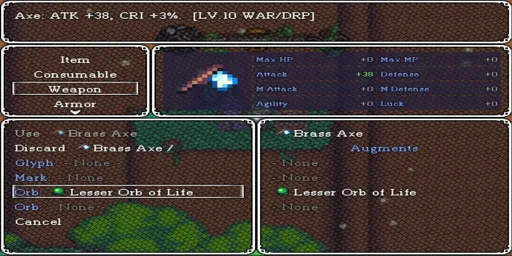 Axe: ATK +38, CRI +3%. [LV 10 WAR/DRP]
Item
Consumable
Weapon
Armor
Max HP +0 Max MP +0
Attack +38 Defense +0
M Attack +0 M Defense +0
Agility +0 Luck +0
Use Brass Axe
Discard Brass Axe /
Glyph - None
Mark - None
Orb Lesser Orb of Life
Orb None
Cancel
Brass Axe
Augments
None -
None -
Lesser Orb of Life
None